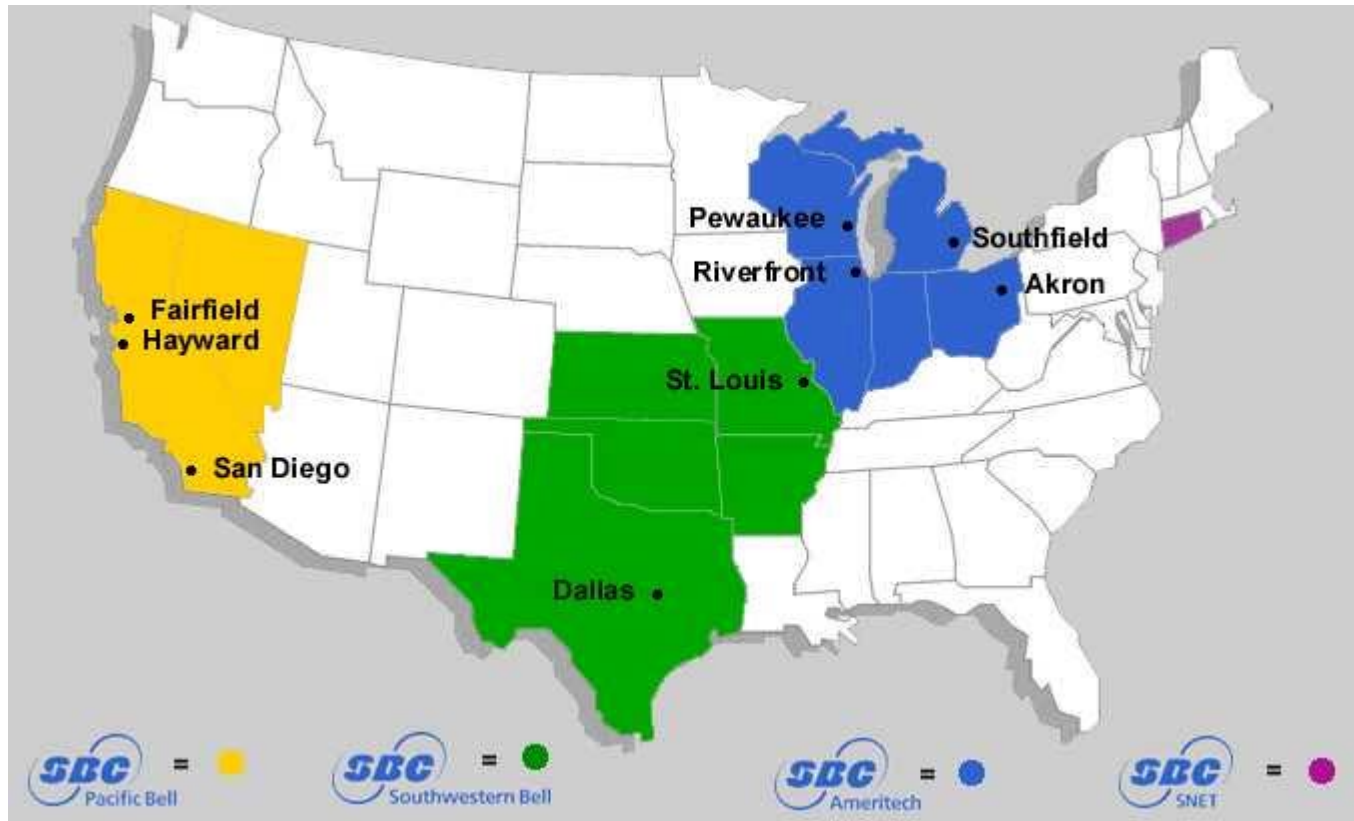 Pewaukee
Southfield
Riverfront
Akron
Fairfield
Hayward
St. Louis
San Diego
Dallas
SBC =
Pacific Bell
SBC =
Southwestern Bell
SBC =
Ameritech
SBC =
SNET